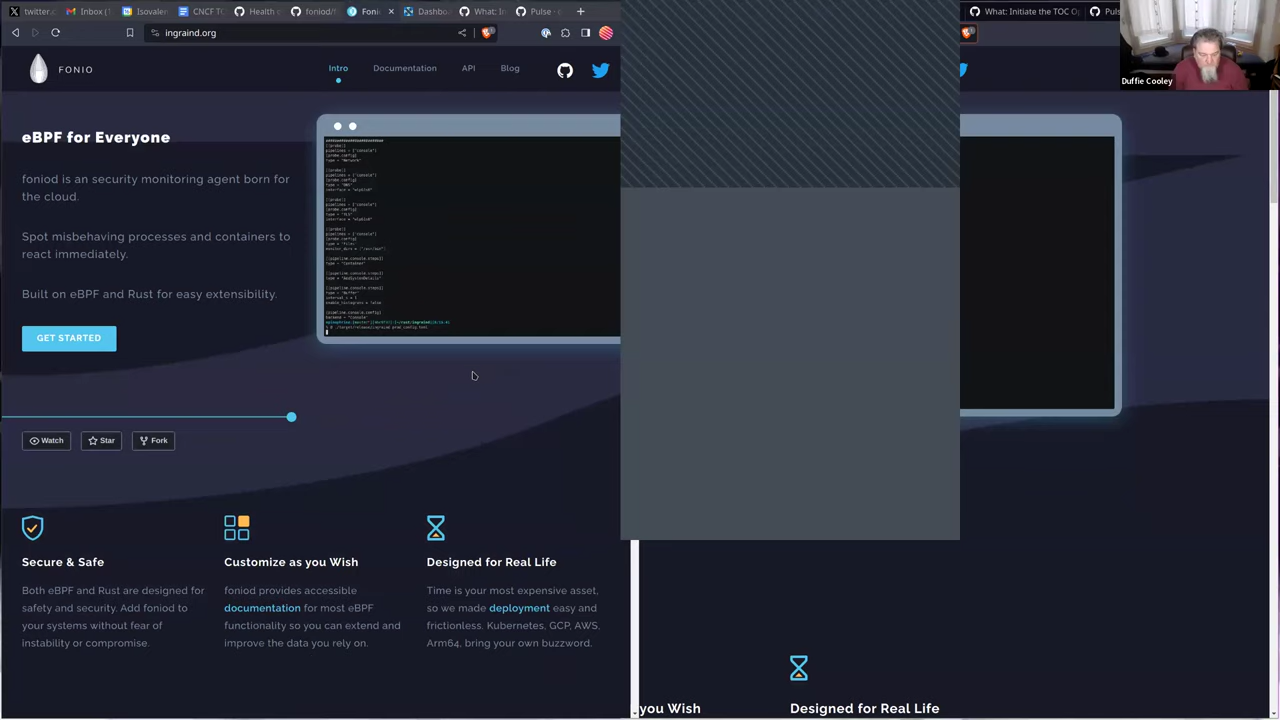 twitter.
Inbox (
Isovalen
CNCF TO
Health c
foniod/f
Foni
Dashbo
What: In
Pulse · 
What: Initiate the TOC Op
Puls
ingraind.org
FONIO
Intro
Documentation
API
Blog
Duffie Cooley
eBPF for Everyone
foniod is an security monitoring agent born for
the cloud.
Spot misbehaving processes and containers to
react immediately.
Built on eBPF and Rust for easy extensibility.
GET STARTED
Watch
Star
Fork
Secure & Safe
Both eBPF and Rust are designed for
safety and security. Add foniod to
your systems without fear of
instability or compromise.
Customize as you Wish
foniod provides accessible
documentation for most eBPF
functionality so you can extend and
improve the data you rely on.
Designed for Real Life
Time is your most expensive asset,
so we made deployment easy and
frictionless. Kubernetes, GCP, AWS,
Arm64, bring your own buzzword.
you Wish
Designed for Real Life